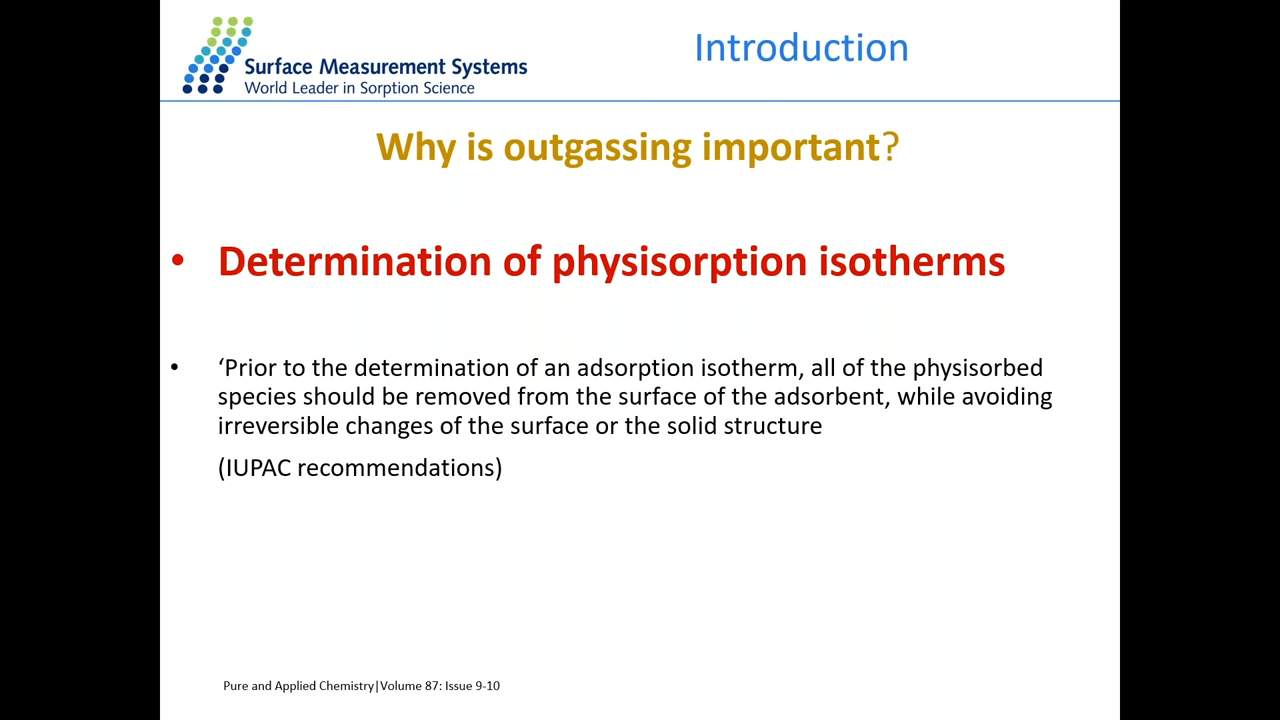 Introduction
Surface Measurement Systems
World Leader in Sorption Science
Why is outgassing important?
• Determination of physisorption isotherms
• ‘Prior to the determination of an adsorption isotherm, all of the physisorbed
species should be removed from the surface of the adsorbent, while avoiding
irreversible changes of the surface or the solid structure
(IUPAC recommendations)
Pure and Applied Chemistry|Volume 87: Issue 9-10